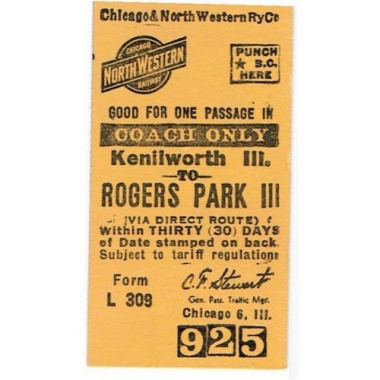 Chicago & North Western Ry Co
CHICAGO
NORTH WESTERN
RAILWAY
PUNCH
★ B.C.
HERE
GOOD FOR ONE PASSAGE IN
COACH ONLY
Kenilworth Ill.
—TO—
ROGERS PARK Ill
(VIA DIRECT ROUTE)
Within THIRTY (30) DAYS
of Date stamped on back.
Subject to tariff regulations
Form
L 309
C.F. Stewart
Gen. Pass. Traffic Mgr.
Chicago 6, Ill.
925